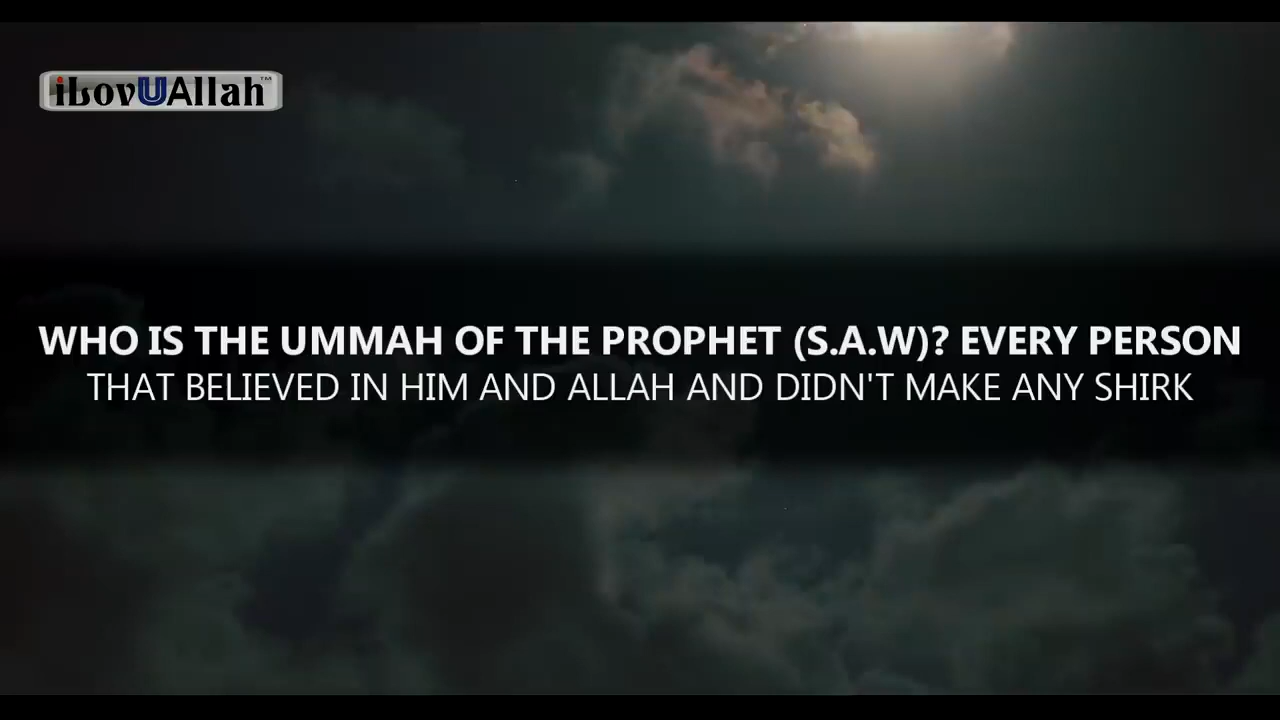 iLovUAllah™
WHO IS THE UMMAH OF THE PROPHET (S.A.W)? EVERY PERSON
THAT BELIEVED IN HIM AND ALLAH AND DIDN'T MAKE ANY SHIRK